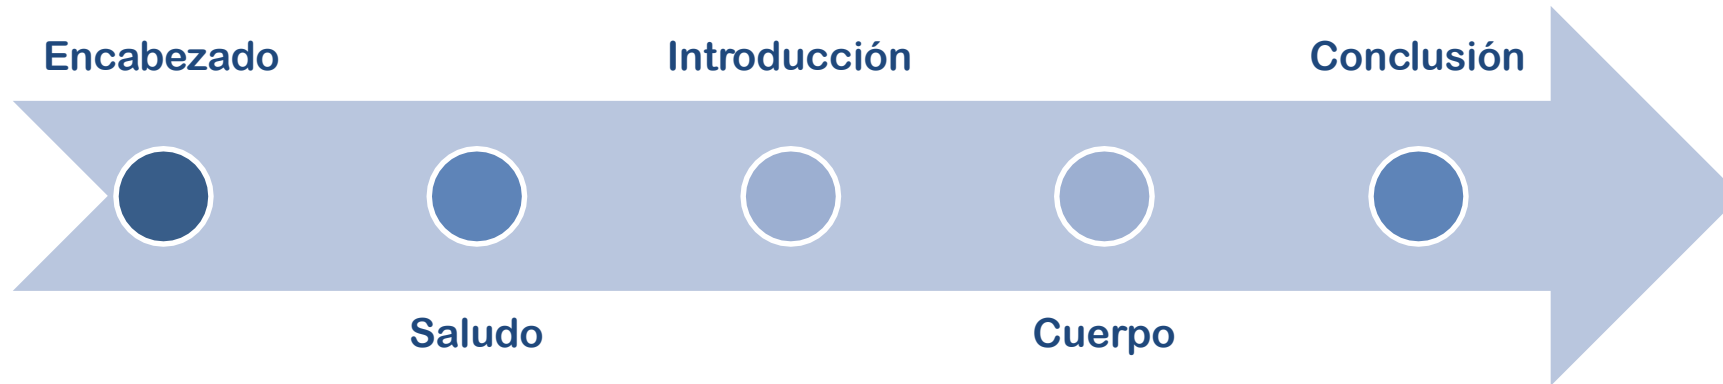 Encabezado
Saludo
Introducción
Cuerpo
Conclusión